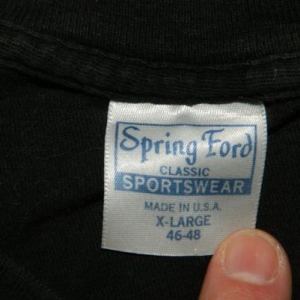 Spring Ford
CLASSIC
SPORTSWEAR
MADE IN U.S.A.
X-LARGE
46-48